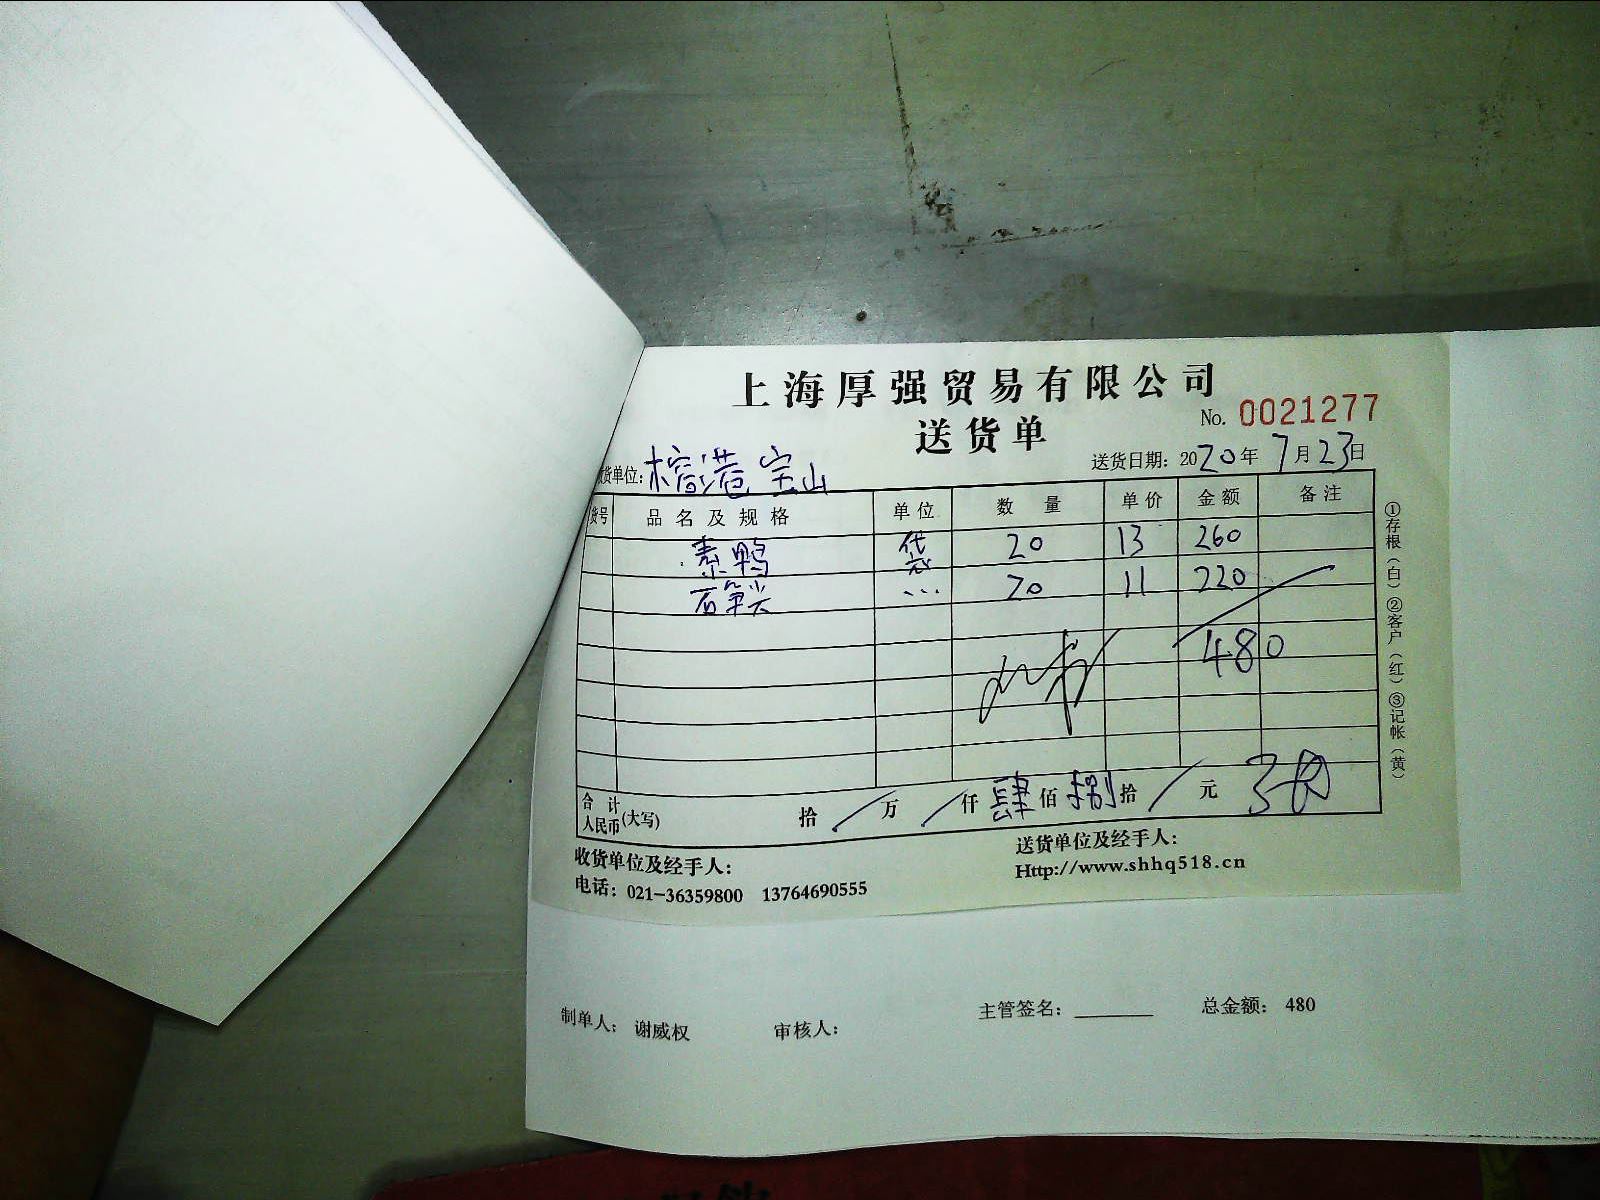 上海厚强贸易有限公司
送货单
No. 0021277
货单位: 榕港宝山
送货日期: 2020年7月23日
货号 品名及规格 单位 数量 单价 金额 备注
素鸭 袋 20 13 260
石笋尖 ... 20 11 220
480
合计人民币(大写) 拾 / 万 / 仟 肆 佰 捌 拾 / 元
①存根(白)②客户(红)③记帐(黄)
收货单位及经手人:
送货单位及经手人:
电话: 021-36359800 13764690555
Http://www.shhq518.cn
制单人: 谢威权 审核人: 主管签名: ________ 总金额: 480